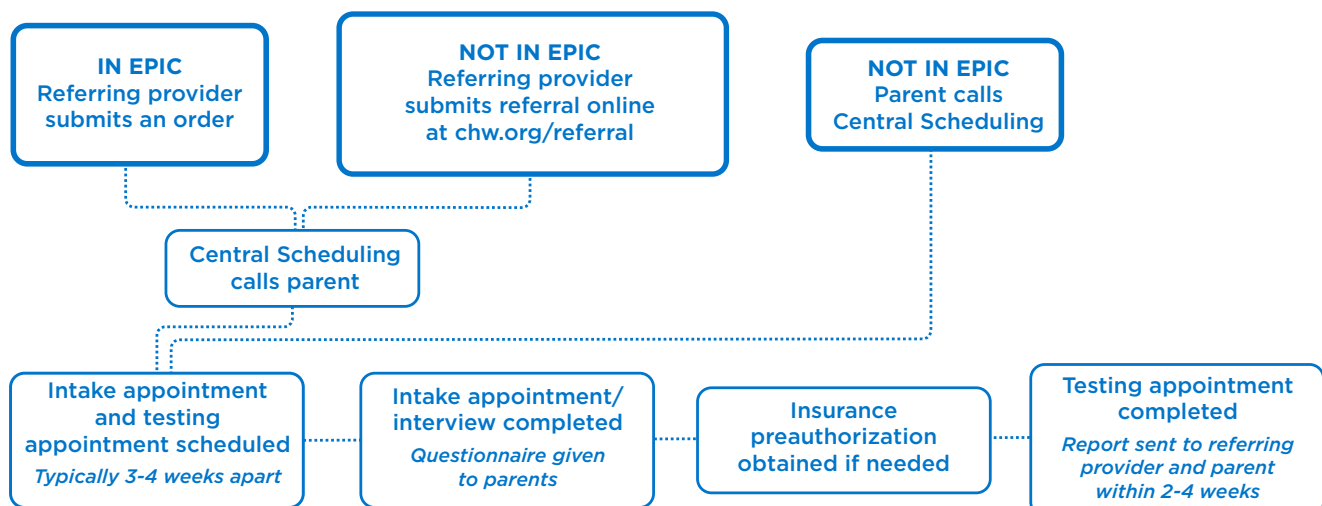 IN EPIC
Referring provider
submits an order
NOT IN EPIC
Referring provider
submits referral online
at chw.org/referral
NOT IN EPIC
Parent calls
Central Scheduling
Central Scheduling
calls parent
Intake appointment
and testing
appointment scheduled
Typically 3-4 weeks apart
Intake appointment/
interview completed
Questionnaire given
to parents
Insurance
preauthorization
obtained if needed
Testing appointment
completed
Report sent to referring
provider and parent
within 2-4 weeks